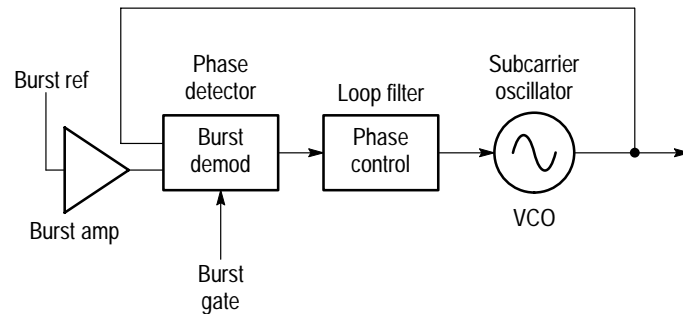 Burst ref
Phase
detector
Loop filter
Subcarrier
oscillator
Burst
demod
Phase
control
VCO
Burst amp
Burst
gate